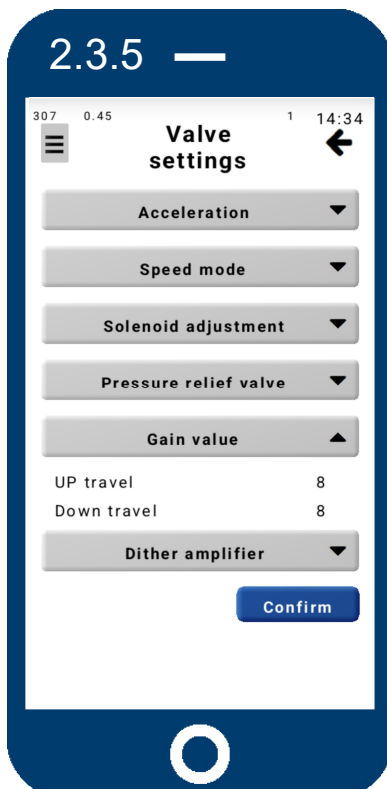 2.3.5
307 0.45 1 14:34
Valve
settings
Acceleration
Speed mode
Solenoid adjustment
Pressure relief valve
Gain value
UP travel 8
Down travel 8
Dither amplifier
Confirm